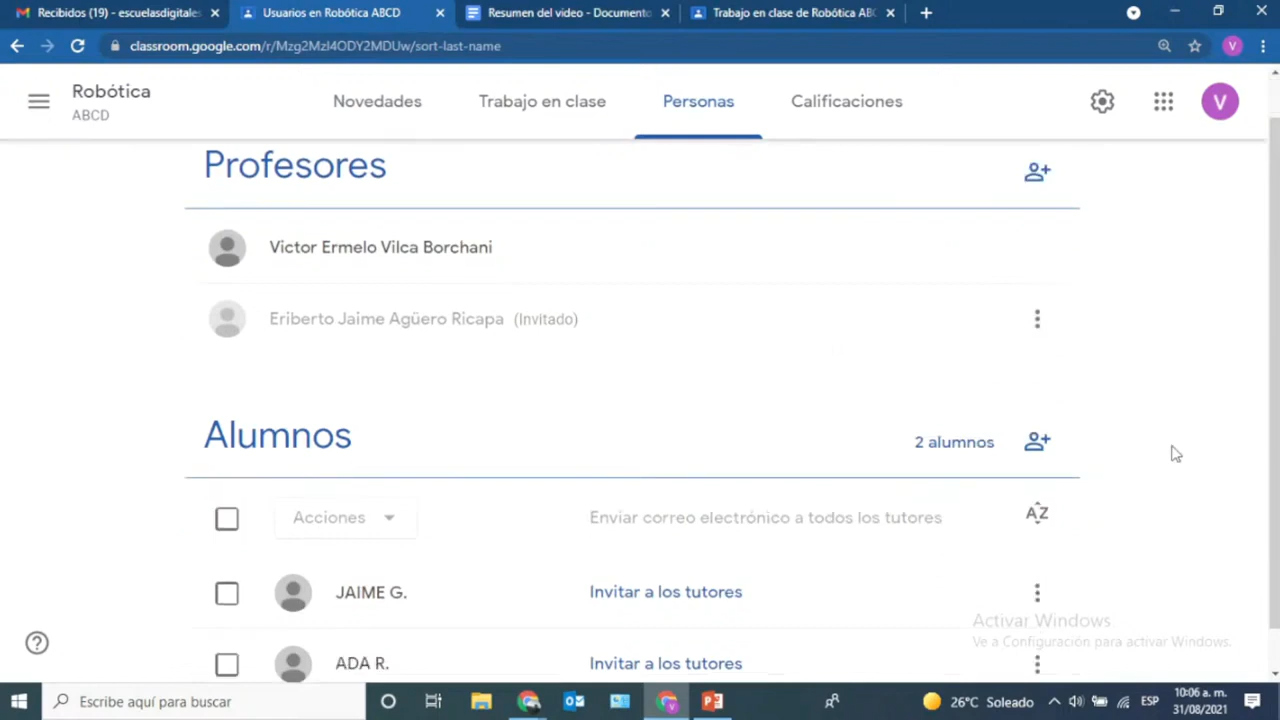 Recibidos (19) - escuelasdigitales
Usuarios en Robótica ABCD
Resumen del video - Documento
Trabajo en clase de Robótica ABC
classroom.google.com/r/Mzg2MzI4ODY2MDUw/sort-last-name
V
Robótica
ABCD
Novedades
Trabajo en clase
Personas
Calificaciones
V
Profesores
Victor Ermelo Vilca Borchani
Eriberto Jaime Agüero Ricapa (Invitado)
Alumnos
2 alumnos
Acciones
Enviar correo electrónico a todos los tutores
AZ
JAIME G.
Invitar a los tutores
ADA R.
Invitar a los tutores
Activar Windows
Ve a Configuración para activar Windows.
Escribe aquí para buscar
26°C Soleado
ESP
10:06 a. m.
31/08/2021